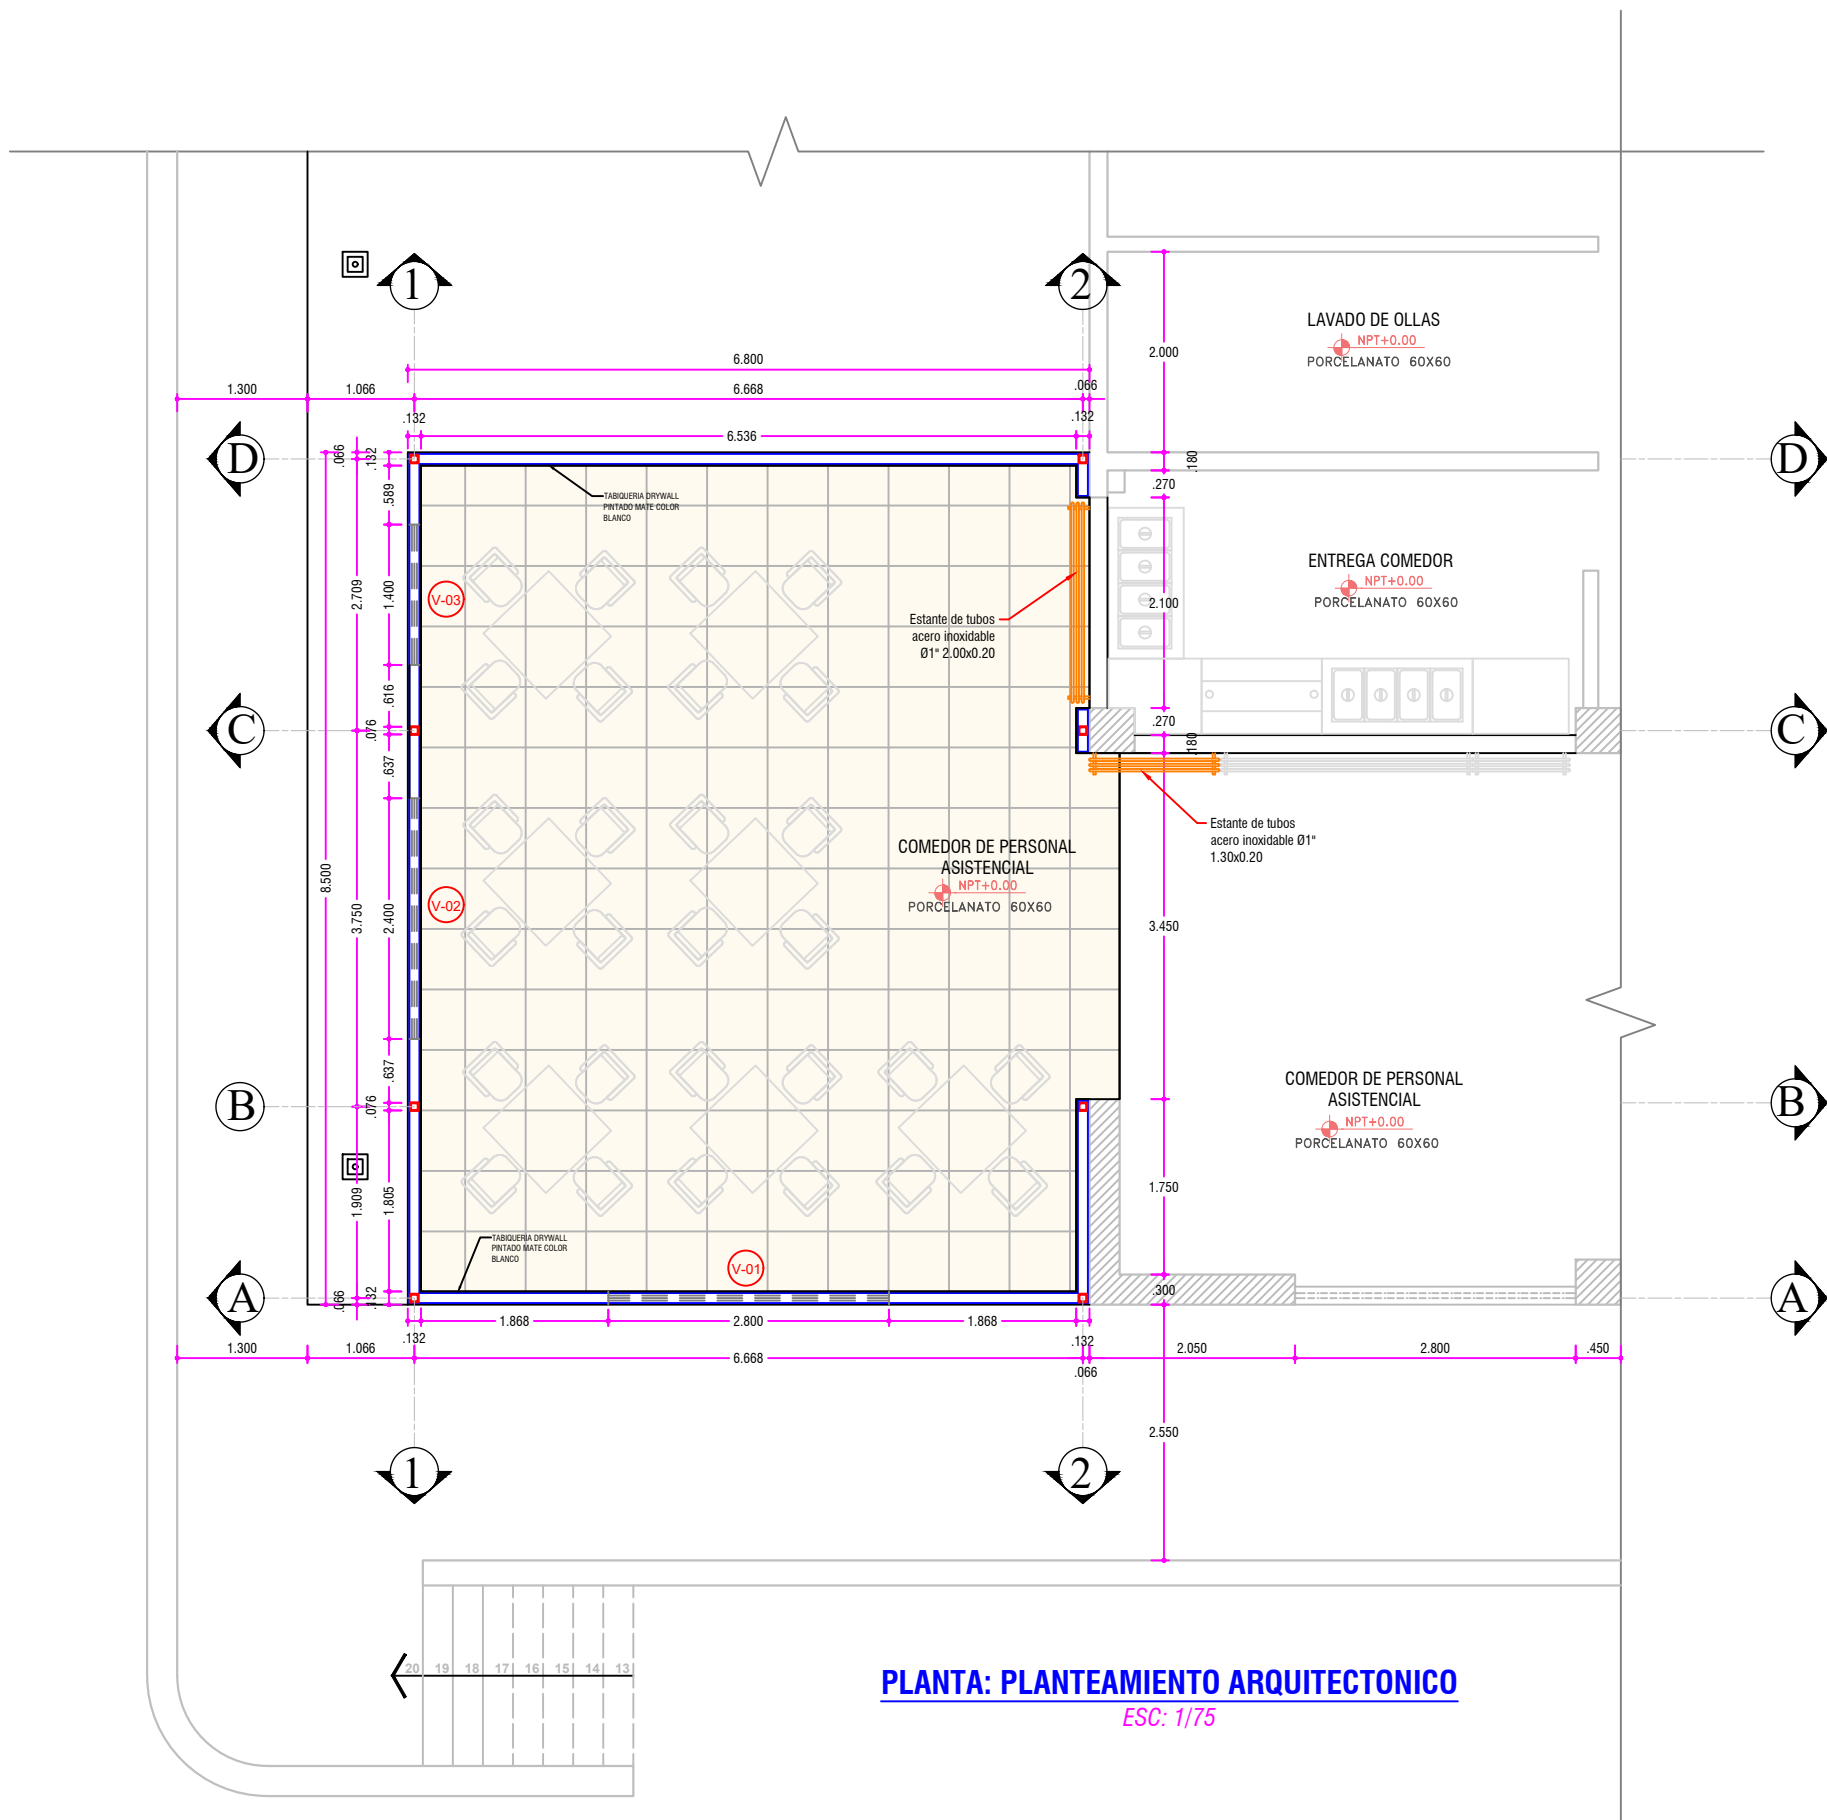 1
2
LAVADO DE OLLAS
NPT+0.00
PORCELANATO 60X60
2.000
6.800
1.300
1.066
6.668
.066
.132
6.536
.132
D
D
.066
.132
.180
.270
.589
TABIQUERIA DRYWALL
PINTADO MATE COLOR
BLANCO
ENTREGA COMEDOR
NPT+0.00
PORCELANATO 60X60
2.709
1.400
V-03
2.100
Estante de tubos
acero inoxidable
Ø1" 2.00x0.20
.616
C
.076
.270
.180
C
.637
Estante de tubos
acero inoxidable Ø1"
1.30x0.20
COMEDOR DE PERSONAL
ASISTENCIAL
NPT+0.00
PORCELANATO 60X60
8.500
3.750
2.400
V-02
3.450
.637
B
.076
B
COMEDOR DE PERSONAL
ASISTENCIAL
NPT+0.00
PORCELANATO 60X60
1.909
1.805
1.750
TABIQUERIA DRYWALL
PINTADO MATE COLOR
BLANCO
V-01
A
.066
.132
.300
A
1.868
2.800
1.868
.132
.132
1.300
1.066
6.668
.066
2.050
2.800
.450
2.550
1
2
20 19 18 17 16 15 14 13
PLANTA: PLANTEAMIENTO ARQUITECTONICO
ESC: 1/75